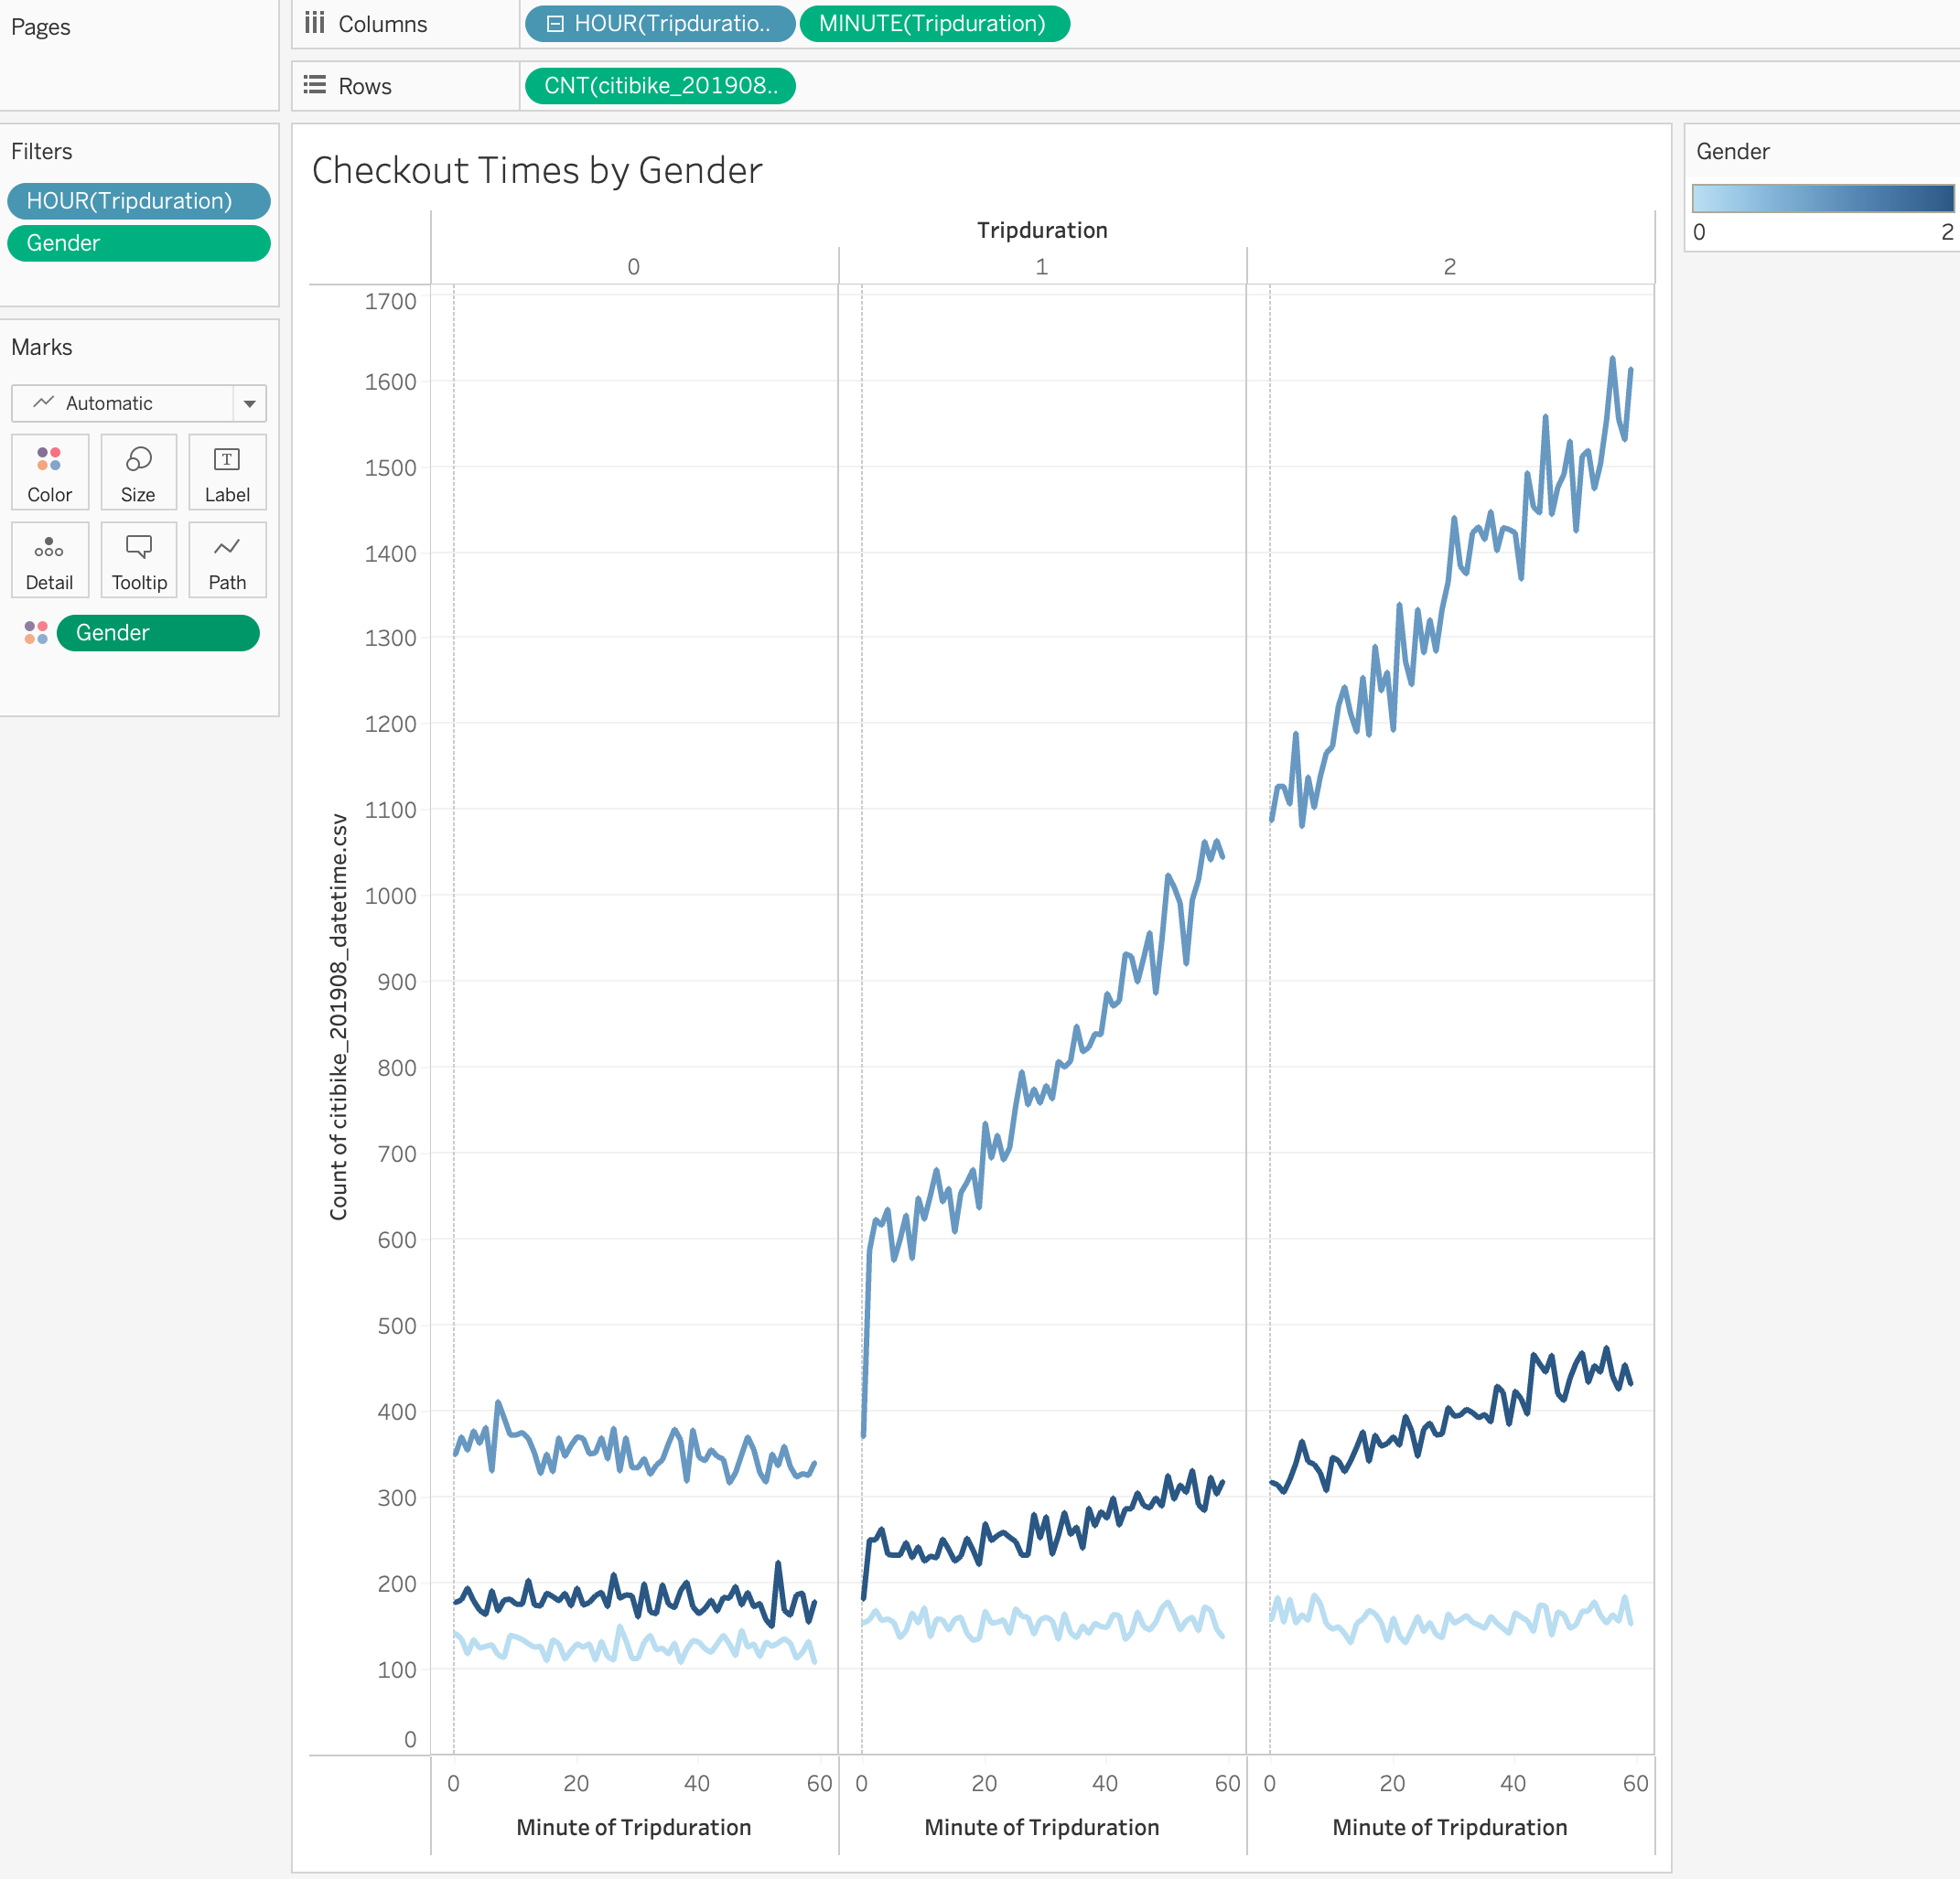 Pages
Columns
HOUR(Tripduratio..
MINUTE(Tripduration)
Rows
CNT(citibike_201908..
Filters
HOUR(Tripduration)
Gender
Marks
Automatic
Color Size Label
Detail Tooltip Path
Gender
Checkout Times by Gender
Tripduration
0 1 2
Count of citibike_201908_datetime.csv
1700
1600
1500
1400
1300
1200
1100
1000
900
800
700
600
500
400
300
200
100
0
0 20 40 60 0 20 40 60 0 20 40 60
Minute of Tripduration Minute of Tripduration Minute of Tripduration
Gender
0 2